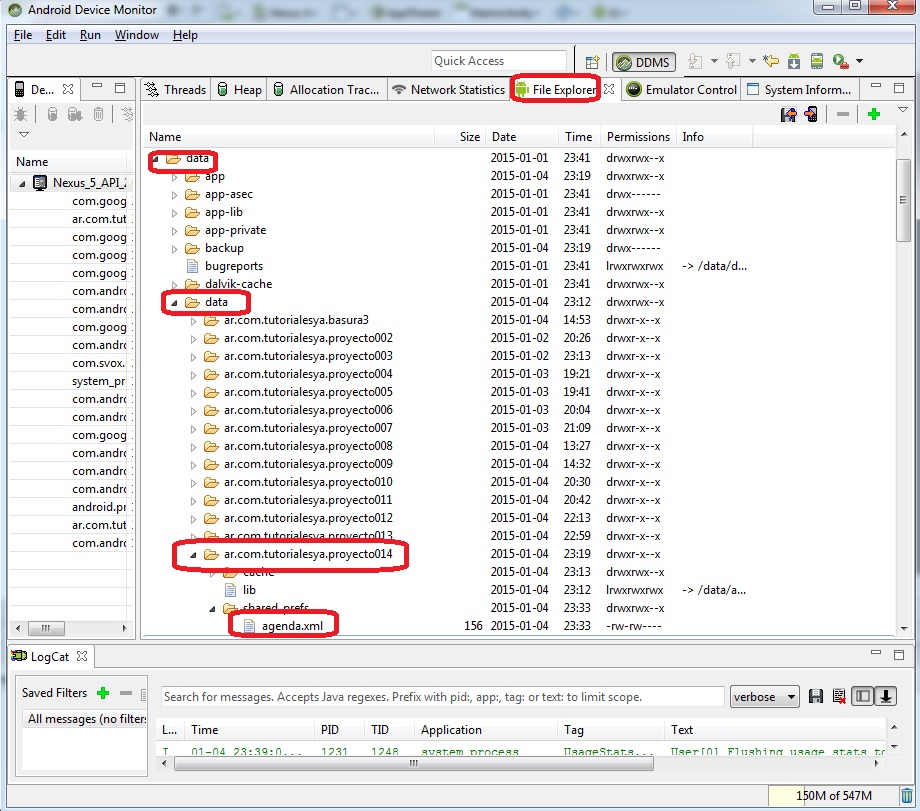 Android Device Monitor
File Edit Run Window Help
Quick Access
DDMS
De...
Threads
Heap
Allocation Trac...
Network Statistics
File Explorer
Emulator Control
System Inform...
Name
Nexus_5_API_2
com.goog
ar.com.tut
com.goog
com.goog
com.goog
com.andrc
com.andrc
com.goog
com.andrc
com.svox.
system_pr
com.andrc
com.andrc
com.goog
com.andrc
com.andrc
android.pr
ar.com.tut
com.andrc
Name Size Date Time Permissions Info
data 2015-01-01 23:41 drwxrwx--x
app 2015-01-04 23:19 drwxrwx--x
app-asec 2015-01-01 23:41 drwx------
app-lib 2015-01-01 23:41 drwxrwx--x
app-private 2015-01-01 23:41 drwxrwx--x
backup 2015-01-04 23:19 drwx------
bugreports 2015-01-01 23:41 lrwxrwxrwx -> /data/d...
dalvik-cache 2015-01-01 23:41 drwxrwx--x
data 2015-01-04 23:12 drwxrwx--x
ar.com.tutorialesya.basura3 2015-01-04 14:53 drwxr-x--x
ar.com.tutorialesya.proyecto002 2015-01-02 20:26 drwxr-x--x
ar.com.tutorialesya.proyecto003 2015-01-02 23:13 drwxr-x--x
ar.com.tutorialesya.proyecto004 2015-01-03 19:21 drwxr-x--x
ar.com.tutorialesya.proyecto005 2015-01-03 19:41 drwxr-x--x
ar.com.tutorialesya.proyecto006 2015-01-03 20:04 drwxr-x--x
ar.com.tutorialesya.proyecto007 2015-01-03 21:09 drwxr-x--x
ar.com.tutorialesya.proyecto008 2015-01-04 13:27 drwxr-x--x
ar.com.tutorialesya.proyecto009 2015-01-04 14:32 drwxr-x--x
ar.com.tutorialesya.proyecto010 2015-01-04 20:30 drwxr-x--x
ar.com.tutorialesya.proyecto011 2015-01-04 20:42 drwxr-x--x
ar.com.tutorialesya.proyecto012 2015-01-04 22:13 drwxr-x--x
ar.com.tutorialesya.proyecto013 2015-01-04 22:59 drwxr-x--x
ar.com.tutorialesya.proyecto014 2015-01-04 23:19 drwxr-x--x
cache 2015-01-04 23:13 drwxrwx--x
lib 2015-01-04 23:12 lrwxrwxrwx -> /data/a...
shared_prefs 2015-01-04 23:33 drwxrwx--x
agenda.xml 156 2015-01-04 23:33 -rw-rw----
LogCat
Saved Filters
All messages (no filters
Search for messages. Accepts Java regexes. Prefix with pid:, app:, tag: or text: to limit scope.
verbose
L... Time PID TID Application Tag Text
I 01-04 23:39:0... 1231 1248 system_process UsageStats... User[0] Flushing usage stats to
150M of 547M